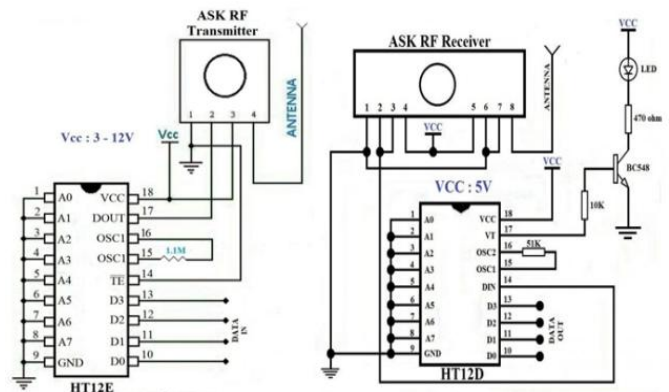 ASK RF
Transmitter
1 2 3 4
ANTENNA
Vcc : 3 - 12V
Vcc
1 A0 VCC 18
2 A1 DOUT 17
3 A2 OSC1 16
4 A3 OSC1 15
1.1M
5 A4 TE 14
6 A5 D3 13
7 A6 D2 12
8 A7 D1 11
9 GND D0 10
DATA
IN
HT12E
ASK RF Receiver
1 2 3 4 5 6 7 8
ANTENNA
VCC
VCC
LED
470 ohm
BC548
10K
VCC
VCC : 5V
1 A0 VCC 18
2 A1 VT 17
3 A2 OSC2 16
51K
4 A3 OSC1 15
5 A4 DIN 14
6 A5 D3 13
7 A6 D2 12
8 A7 D1 11
9 GND D0 10
DATA
OUT
HT12D